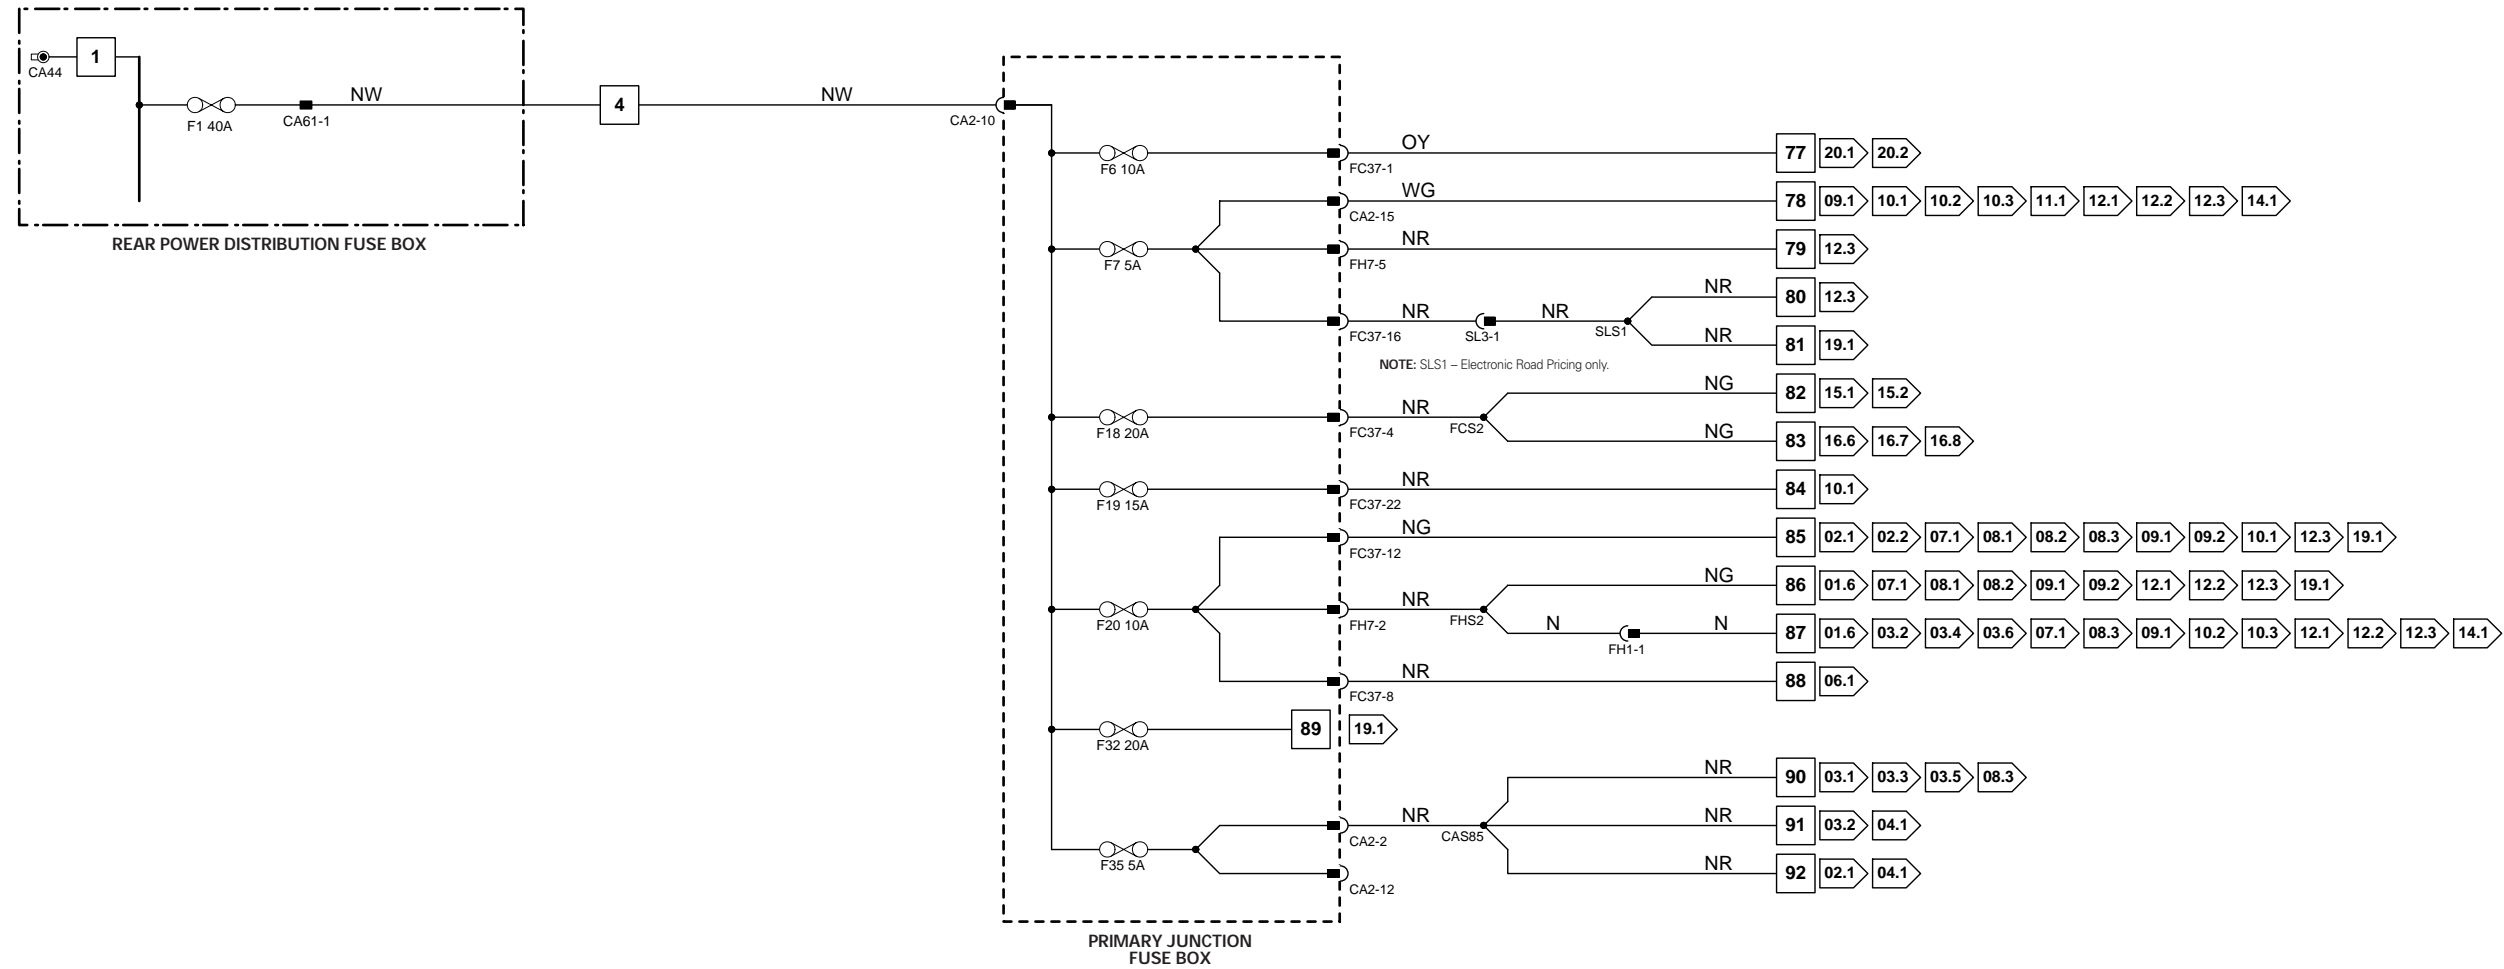 1
CA44
F1 40A
CA61-1
NW
4
NW
CA2-10
REAR POWER DISTRIBUTION FUSE BOX
F6 10A
FC37-1
OY
77 20.1 20.2
CA2-15
WG
78 09.1 10.1 10.2 10.3 11.1 12.1 12.2 12.3 14.1
F7 5A
FH7-5
NR
79 12.3
FC37-16
NR
SL3-1
NR
SLS1
NR
80 12.3
NR
81 19.1
NOTE: SLS1 – Electronic Road Pricing only.
F18 20A
FC37-4
NR
FCS2
NG
82 15.1 15.2
NG
83 16.6 16.7 16.8
F19 15A
FC37-22
NR
84 10.1
FC37-12
NG
85 02.1 02.2 07.1 08.1 08.2 08.3 09.1 09.2 10.1 12.3 19.1
F20 10A
FH7-2
NR
FHS2
NG
86 01.6 07.1 08.1 08.2 09.1 09.2 12.1 12.2 12.3 19.1
N
FH1-1
N
87 01.6 03.2 03.4 03.6 07.1 08.3 09.1 10.2 10.3 12.1 12.2 12.3 14.1
FC37-8
NR
88 06.1
F32 20A
89 19.1
F35 5A
CA2-2
NR
CAS85
NR
90 03.1 03.3 03.5 08.3
NR
91 03.2 04.1
NR
92 02.1 04.1
CA2-12
PRIMARY JUNCTION
FUSE BOX